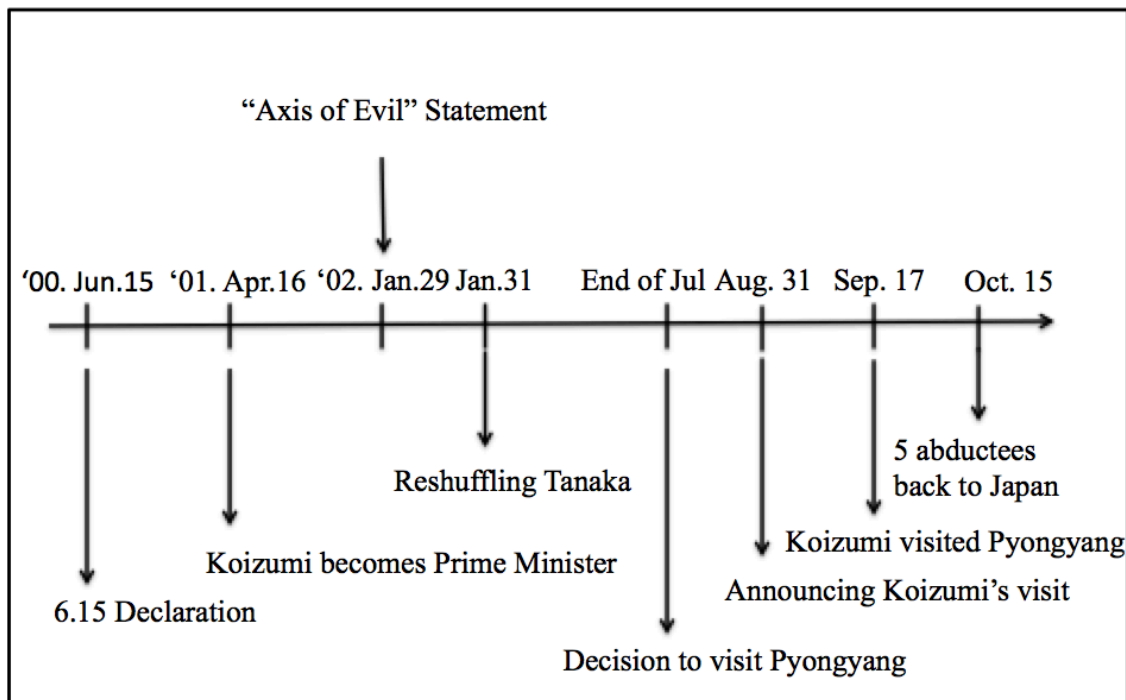 “Axis of Evil” Statement
‘00. Jun.15 ‘01. Apr.16 ‘02. Jan.29 Jan.31 End of Jul Aug. 31 Sep. 17 Oct. 15
5 abductees
back to Japan
Reshuffling Tanaka
Koizumi visited Pyongyang
Koizumi becomes Prime Minister
Announcing Koizumi’s visit
6.15 Declaration
Decision to visit Pyongyang